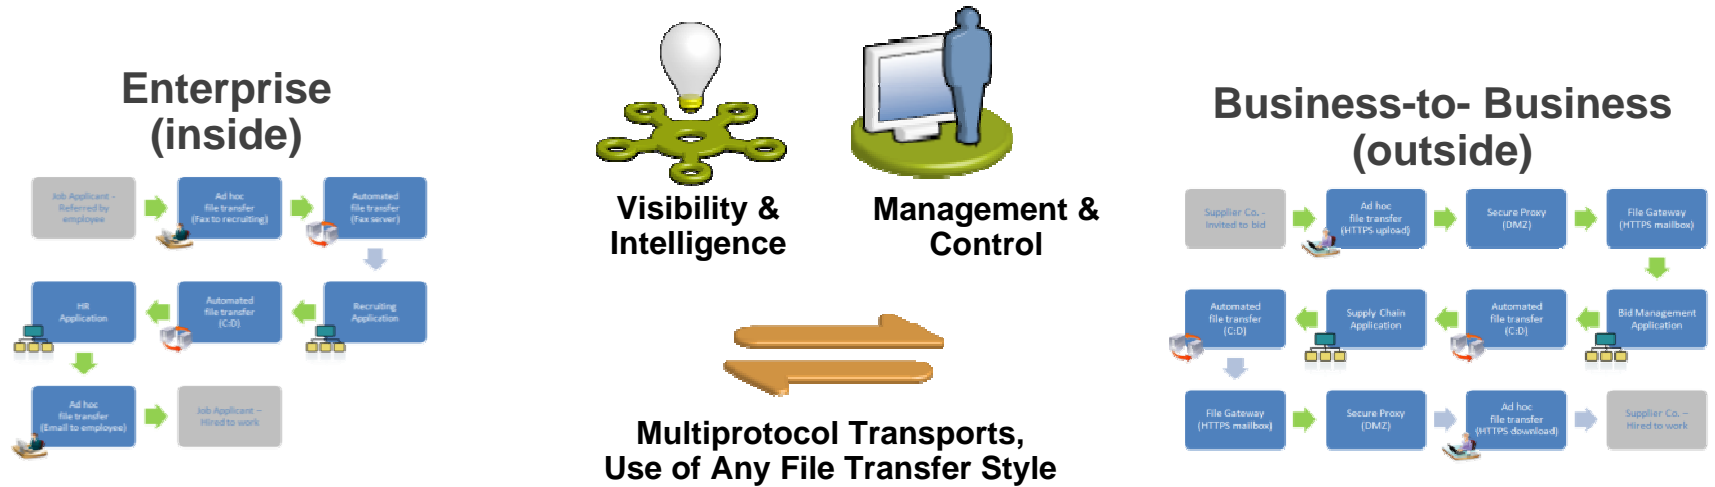 Enterprise
(inside)
Job Applicant -
Referred by
employee
Ad hoc
file transfer
(Fax to recruiting)
Automated
file transfer
(Fax server)
HR
Application
Automated
file transfer
(C:D)
Recruiting
Application
Ad hoc
file transfer
(Email to employee)
Job Applicant –
Hired to work
Visibility &
Intelligence
Management &
Control
Multiprotocol Transports,
Use of Any File Transfer Style
Business-to- Business
(outside)
Supplier Co. -
Invited to bid
Ad hoc
file transfer
(HTTPS upload)
Secure Proxy
(DMZ)
File Gateway
(HTTPS mailbox)
Automated
file transfer
(C:D)
Supply Chain
Application
Automated
file transfer
(C:D)
Bid Management
Application
File Gateway
(HTTPS mailbox)
Secure Proxy
(DMZ)
Ad hoc
file transfer
(HTTPS download)
Supplier Co. –
Hired to work